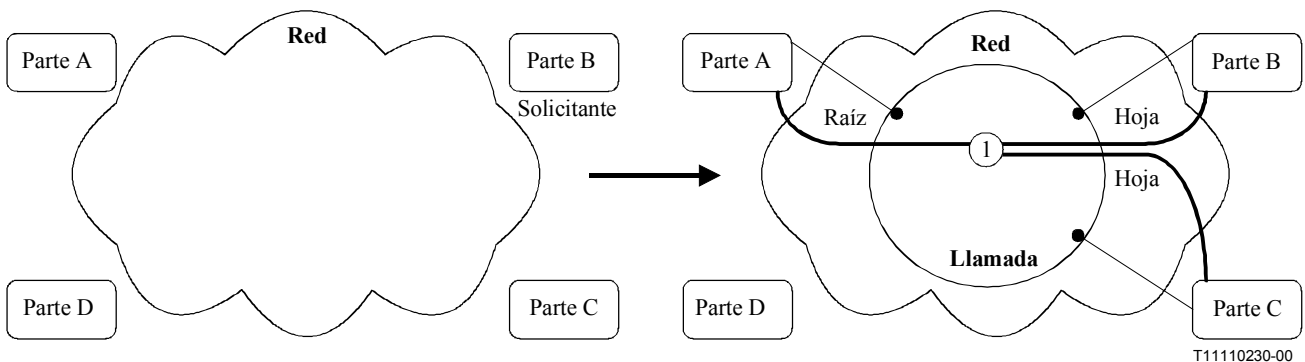 Red
Parte A
Parte B
Solicitante
Parte D
Parte C
Red
Parte A
Parte B
Raíz
Hoja
1
Hoja
Llamada
Parte D
Parte C
T11110230-00